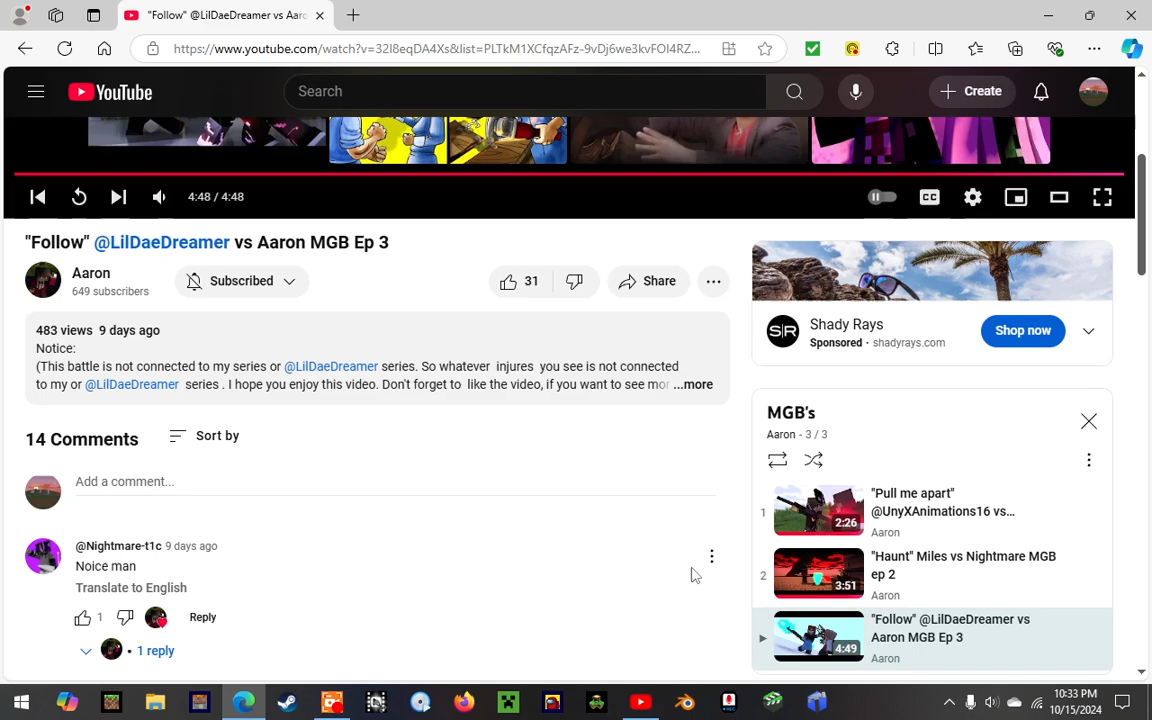 "Follow" @LilDaeDreamer vs Aarc
https://www.youtube.com/watch?v=32I8eqDA4Xs&list=PLTkM1XCfqzAFz-9vDj6we3kvFOI4RZ...
YouTube
Search
Create
4:48 / 4:48
CC
"Follow" @LilDaeDreamer vs Aaron MGB Ep 3
Aaron
649 subscribers
Subscribed
31
Share
483 views 9 days ago
Notice:
(This battle is not connected to my series or @LilDaeDreamer series. So whatever injures you see is not connected
to my or @LilDaeDreamer series . I hope you enjoy this video. Don't forget to like the video, if you want to see mor ...more
14 Comments
Sort by
Add a comment...
@Nightmare-t1c 9 days ago
Noice man
Translate to English
1
Reply
1 reply
S|R
Shady Rays
Sponsored · shadyrays.com
Shop now
MGB's
Aaron - 3 / 3
1
2:26
"Pull me apart"
@UnyXAnimations16 vs...
Aaron
2
3:51
"Haunt" Miles vs Nightmare MGB
ep 2
Aaron
4:49
"Follow" @LilDaeDreamer vs
Aaron MGB Ep 3
Aaron
10:33 PM
10/15/2024